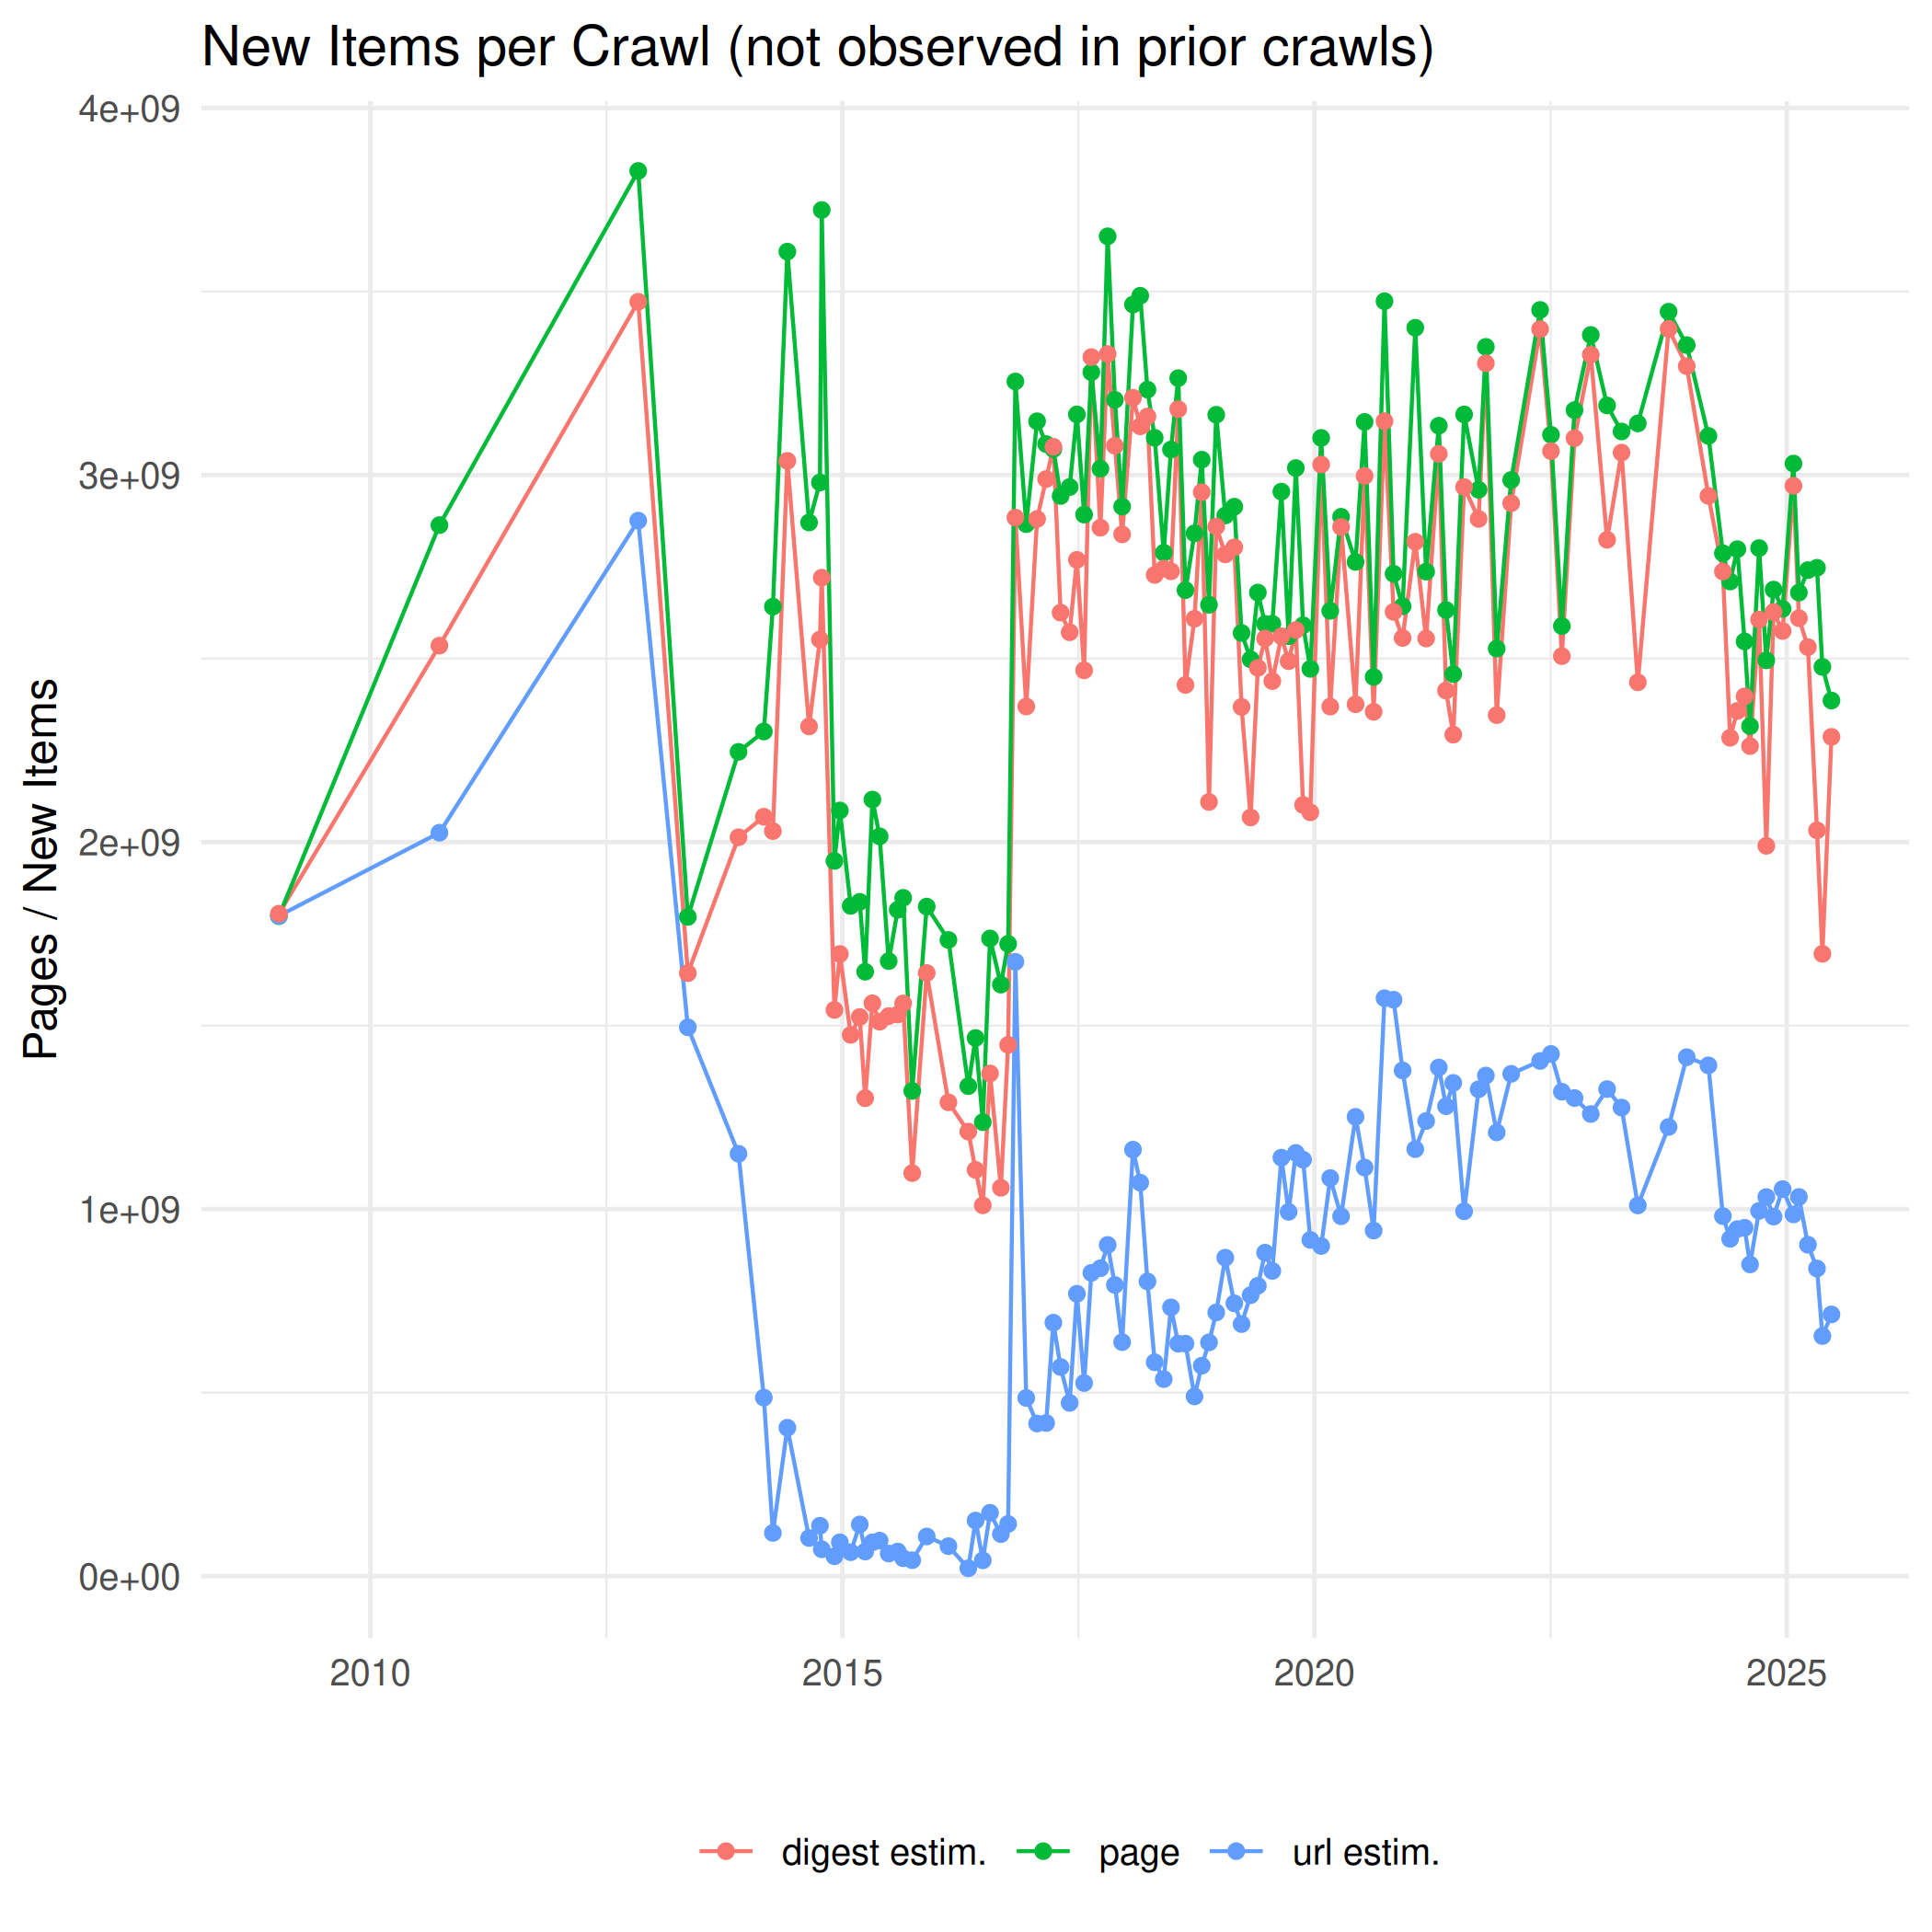 New Items per Crawl (not observed in prior crawls)
Pages / New Items
4e+09
3e+09
2e+09
1e+09
0e+00
2010 2015 2020 2025
digest estim. page url estim.